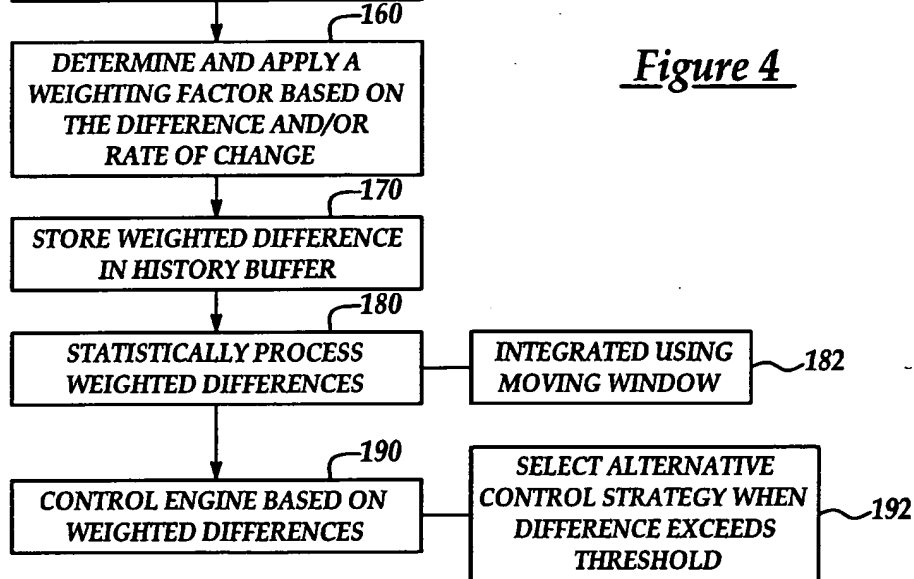 160
Figure 4
DETERMINE AND APPLY A
WEIGHTING FACTOR BASED ON
THE DIFFERENCE AND/OR
RATE OF CHANGE
170
STORE WEIGHTED DIFFERENCE
IN HISTORY BUFFER
180
STATISTICALLY PROCESS
WEIGHTED DIFFERENCES
INTEGRATED USING
MOVING WINDOW
182
190
CONTROL ENGINE BASED ON
WEIGHTED DIFFERENCES
SELECT ALTERNATIVE
CONTROL STRATEGY WHEN
DIFFERENCE EXCEEDS
THRESHOLD
192